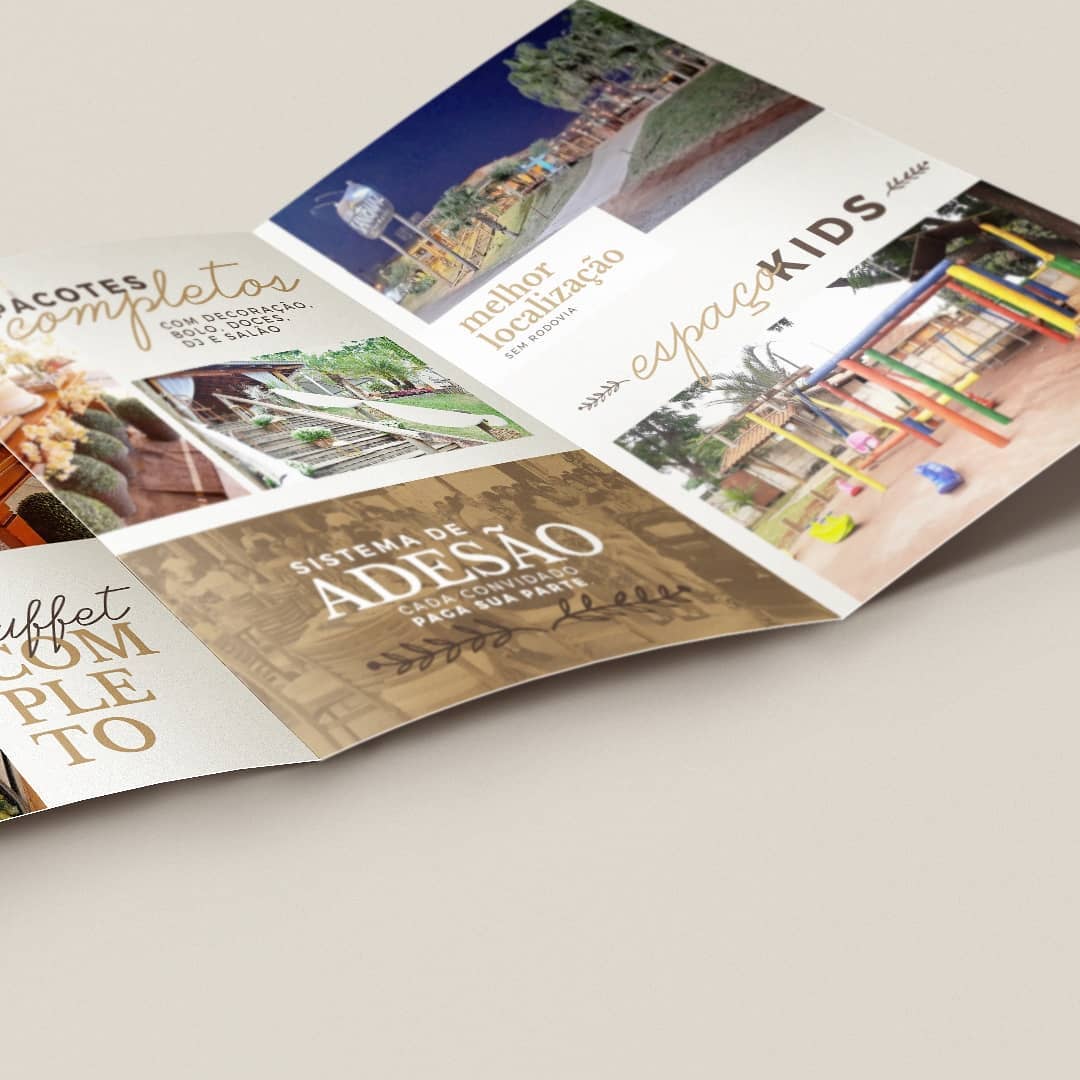 PACOTES
completos
COM DECORAÇÃO,
BOLO, DOCES,
DJ E SALÃO
uffet
COM
PLE
TO
SISTEMA DE
ADESÃO
CADA CONVIDADO
PAGA SUA PARTE
melhor
localização
SEM RODOVIA
espaço
KIDS